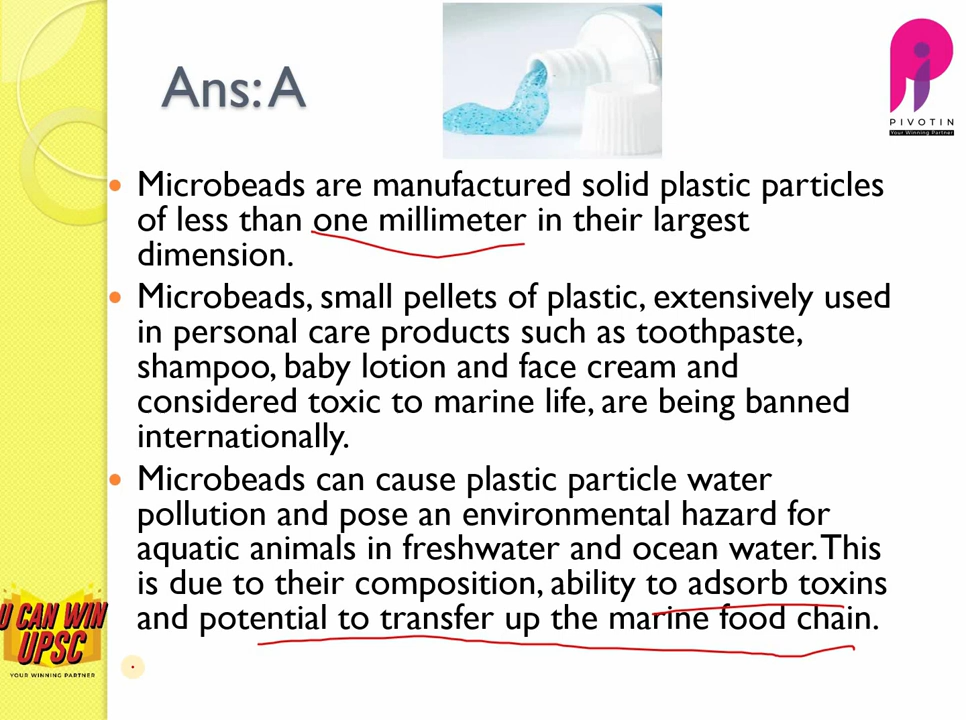 Ans: A
PIVOTIN
Your Winning Partner
Microbeads are manufactured solid plastic particles
of less than one millimeter in their largest
dimension.
Microbeads, small pellets of plastic, extensively used
in personal care products such as toothpaste,
shampoo, baby lotion and face cream and
considered toxic to marine life, are being banned
internationally.
Microbeads can cause plastic particle water
pollution and pose an environmental hazard for
aquatic animals in freshwater and ocean water. This
is due to their composition, ability to adsorb toxins
and potential to transfer up the marine food chain.
U CAN WIN
UPSC
YOUR WINNING PARTNER